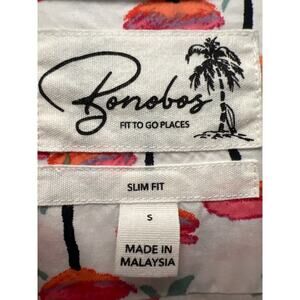 Bonobos
FIT TO GO PLACES
SLIM FIT
S
MADE IN
MALAYSIA